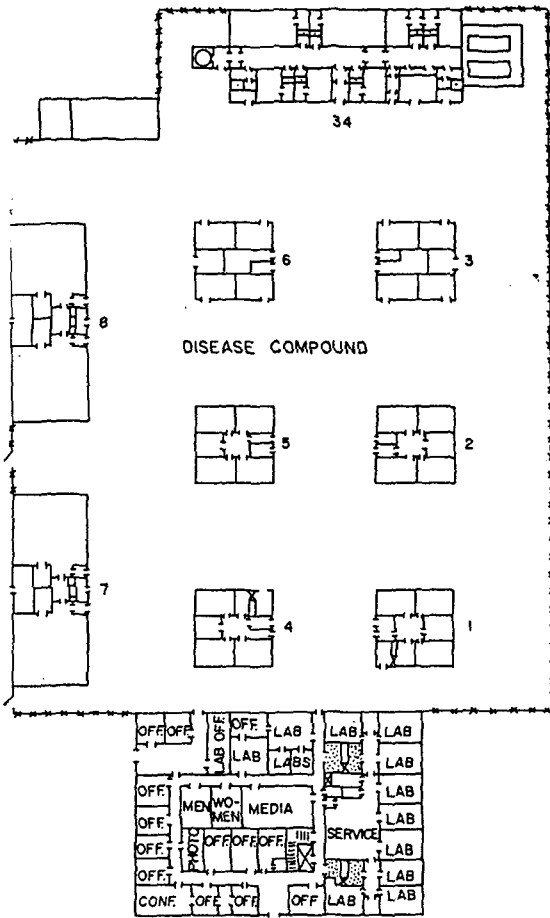 34
6 3
8
DISEASE COMPOUND
5 2
7
4 1
OFF. OFF. LAB OFF. OFF. LAB LAB LAB
LAB LABS LAB
OFF. MEN WO-MEN MEDIA LAB
OFF. PHOTO OFF. OFF. OFF. SERVICE LAB
OFF. LAB
OFF. LAB
CONF. OFF. OFF. OFF LAB LAB